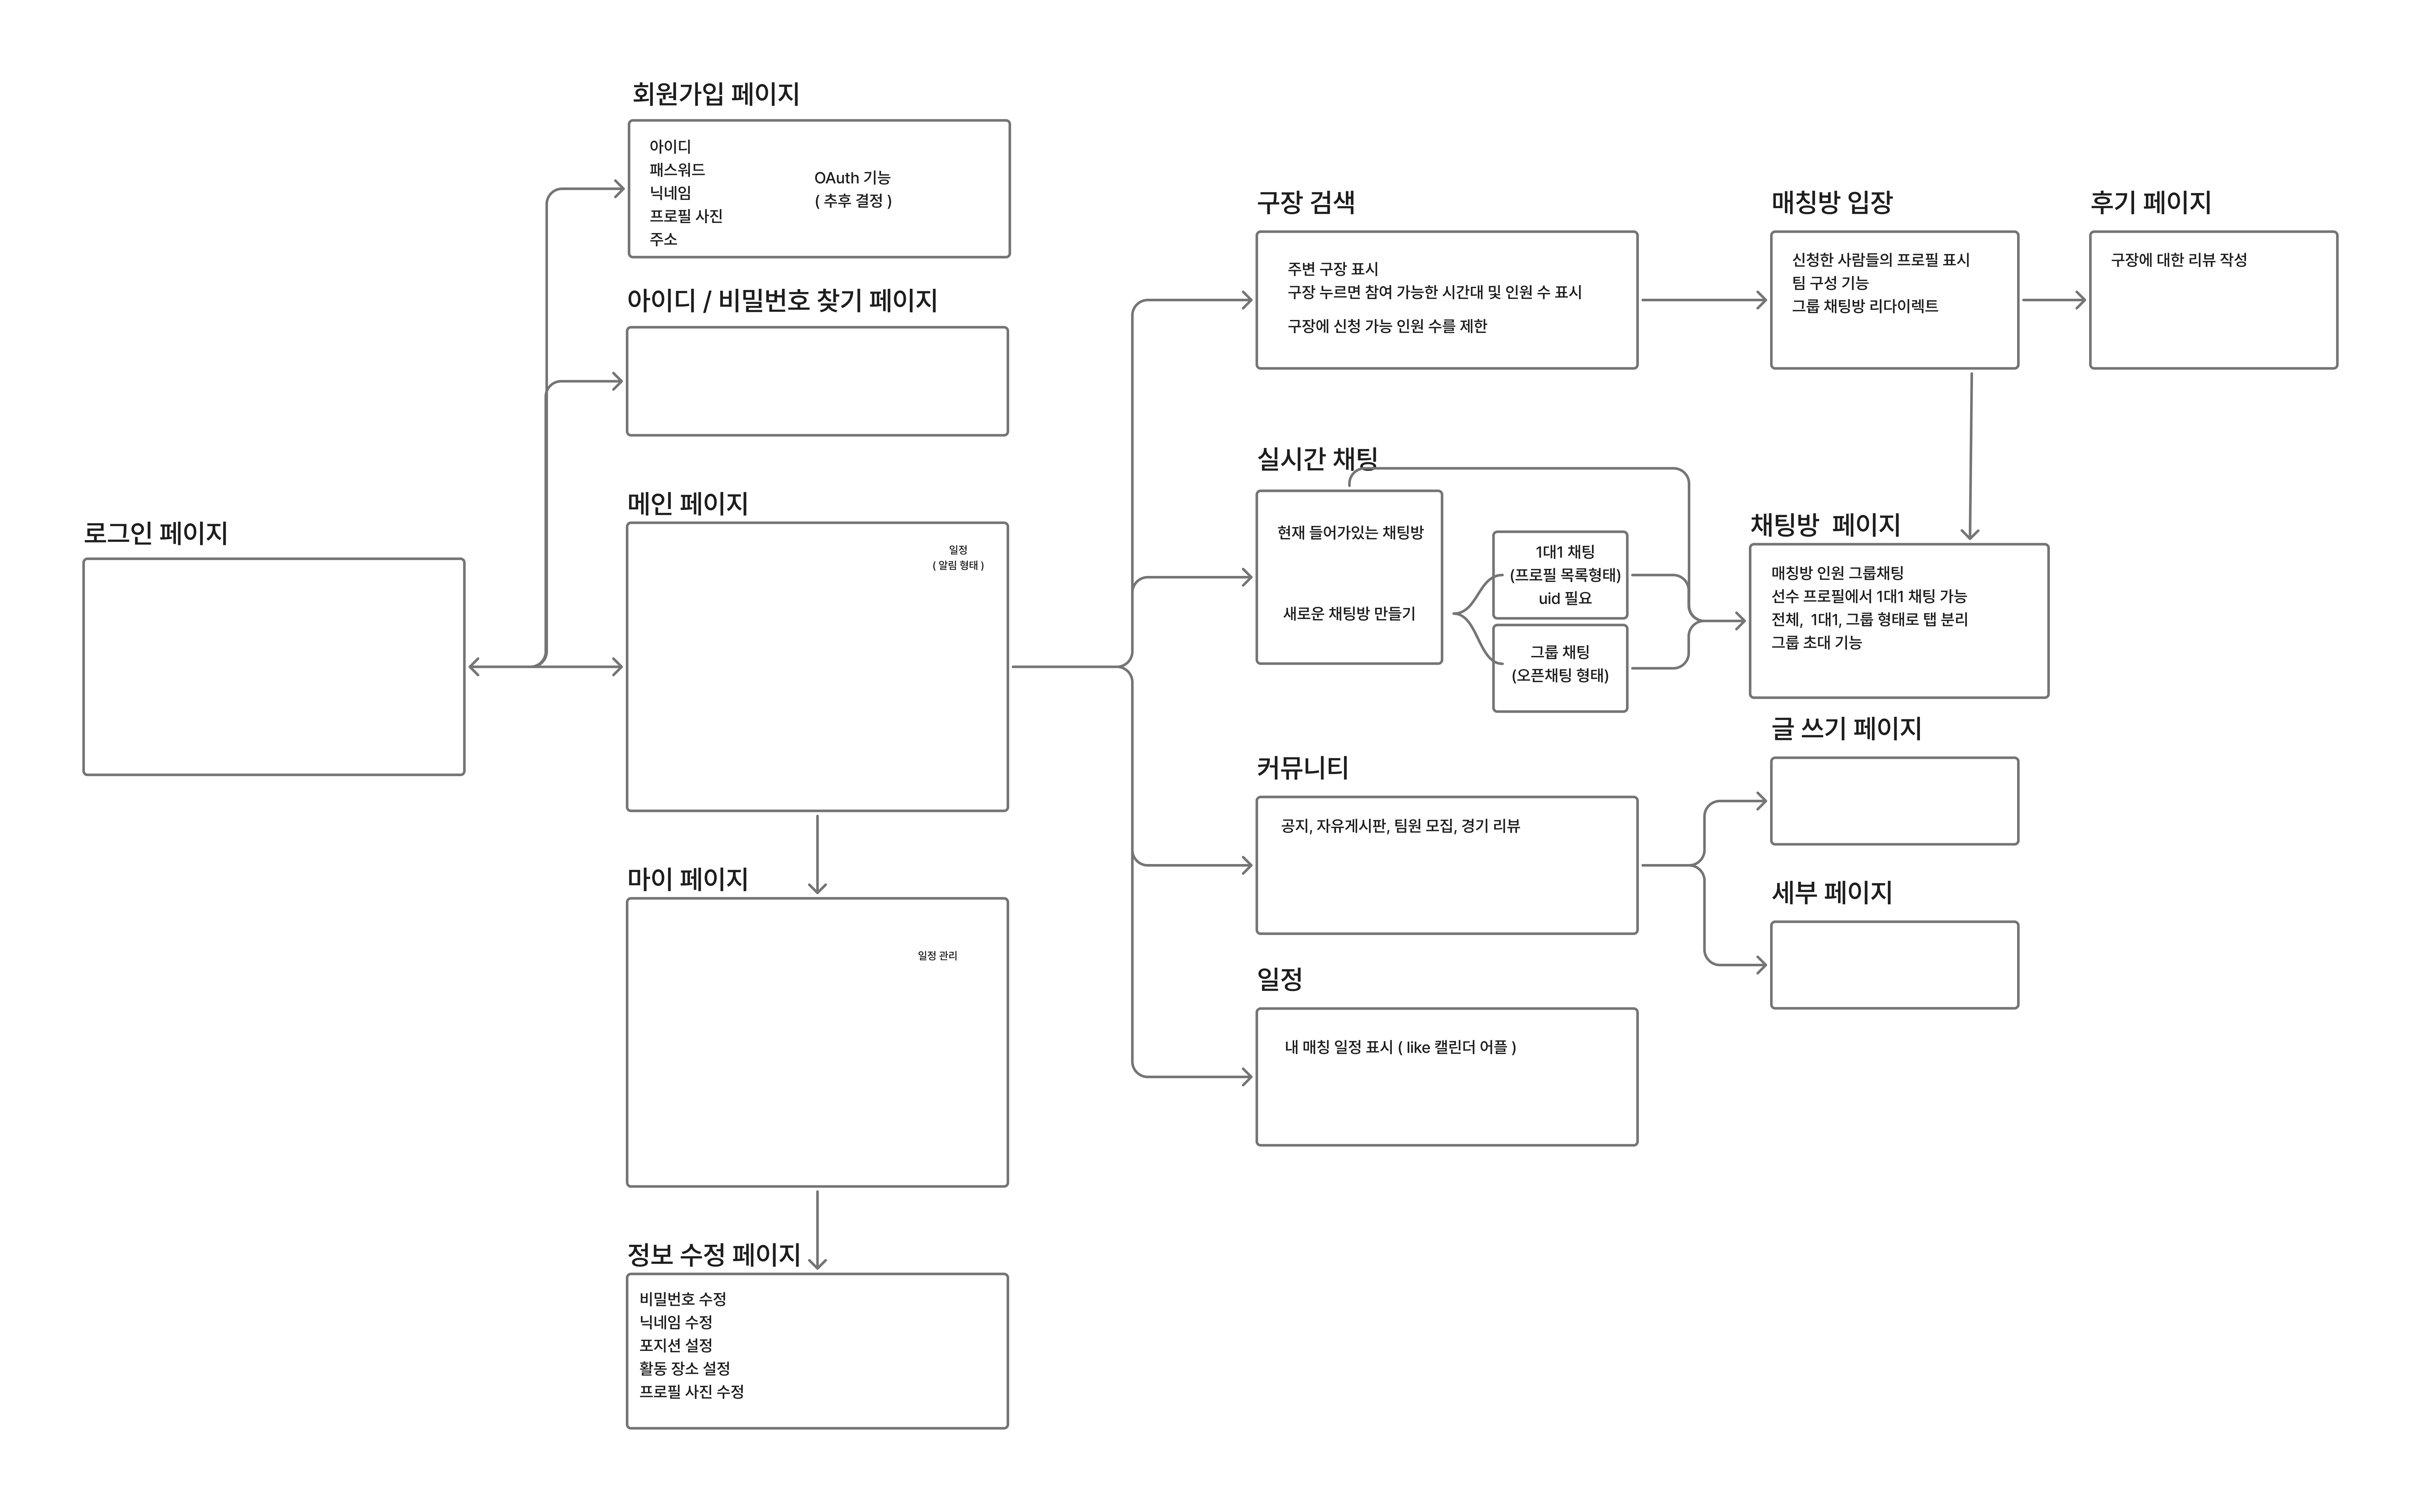 회원가입 페이지
아이디
패스워드
닉네임
프로필 사진
주소
OAuth 기능
( 추후 결정 )
아이디 / 비밀번호 찾기 페이지
로그인 페이지
메인 페이지
일정
( 알림 형태 )
마이 페이지
일정 관리
정보 수정 페이지
비밀번호 수정
닉네임 수정
포지션 설정
활동 장소 설정
프로필 사진 수정
구장 검색
주변 구장 표시
구장 누르면 참여 가능한 시간대 및 인원 수 표시
구장에 신청 가능 인원 수를 제한
매칭방 입장
신청한 사람들의 프로필 표시
팀 구성 기능
그룹 채팅방 리다이렉트
후기 페이지
구장에 대한 리뷰 작성
실시간 채팅
현재 들어가있는 채팅방
새로운 채팅방 만들기
1대1 채팅
(프로필 목록형태)
uid 필요
그룹 채팅
(오픈채팅 형태)
채팅방 페이지
매칭방 인원 그룹채팅
선수 프로필에서 1대1 채팅 가능
전체, 1대1, 그룹 형태로 탭 분리
그룹 초대 기능
커뮤니티
공지, 자유게시판, 팀원 모집, 경기 리뷰
글 쓰기 페이지
세부 페이지
일정
내 매칭 일정 표시 ( like 캘린더 어플 )